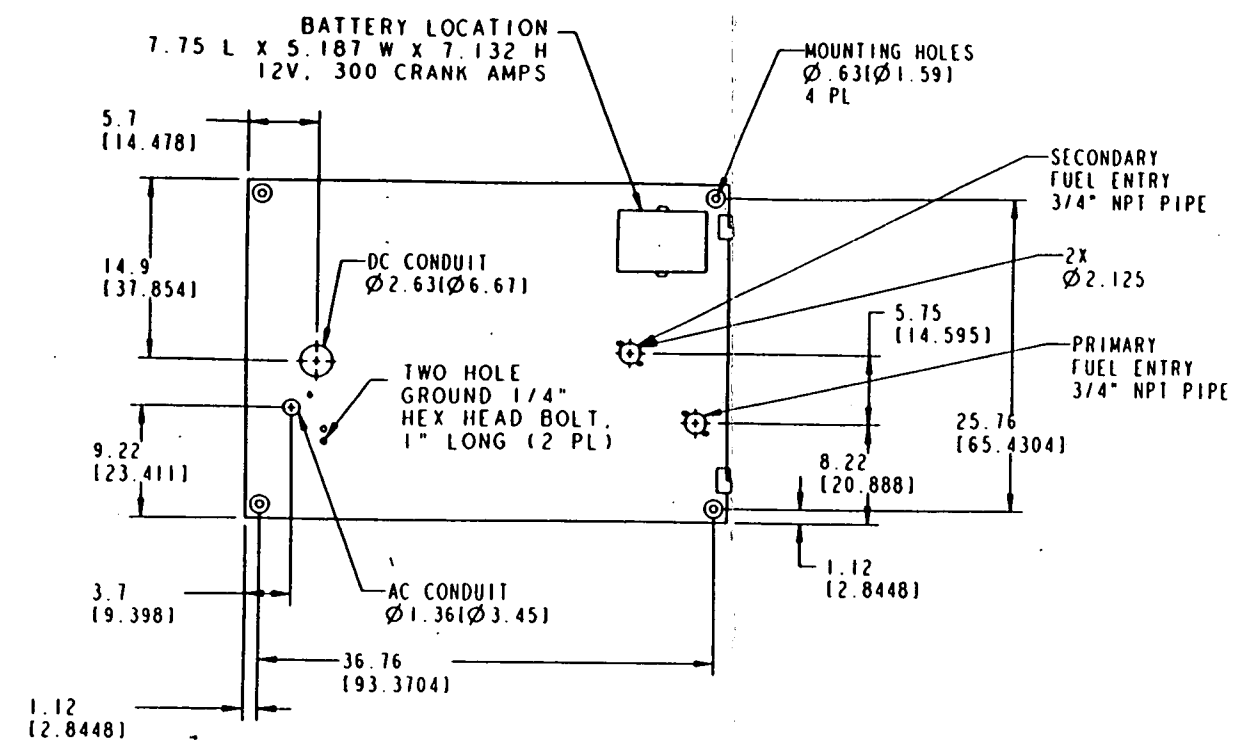 BATTERY LOCATION
7.75 L X 5.187 W X 7.132 H
12V, 300 CRANK AMPS
MOUNTING HOLES
Ø.63[Ø1.59]
4 PL
5.7
[14.478]
SECONDARY
FUEL ENTRY
3/4" NPT PIPE
14.9
[37.854]
DC CONDUIT
Ø2.63[Ø6.67]
2X
Ø2.125
5.75
[14.595]
PRIMARY
FUEL ENTRY
3/4" NPT PIPE
TWO HOLE
GROUND 1/4"
HEX HEAD BOLT,
1" LONG (2 PL)
25.76
[65.4304]
9.22
[23.411]
8.22
[20.888]
1.12
[2.8448]
3.7
[9.398]
AC CONDUIT
Ø1.36[Ø3.45]
36.76
[93.3704]
1.12
[2.8448]